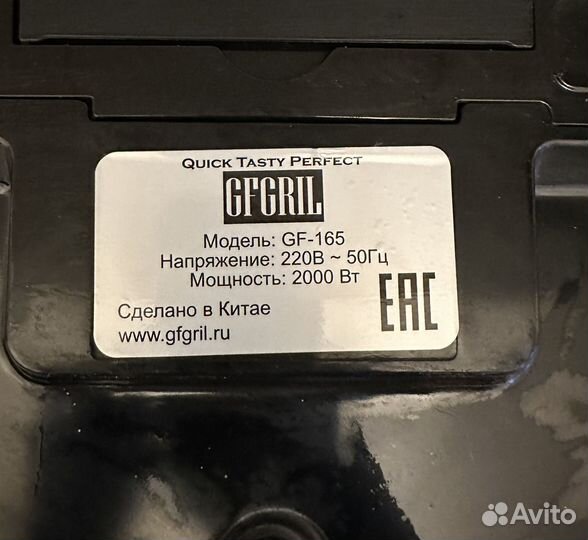 QUICK TASTY PERFECT
GFGRIL
Модель: GF-165
Напряжение: 220В ~ 50Гц
Мощность: 2000 Вт
Сделано в Китае
www.gfgril.ru
EAC
Avito